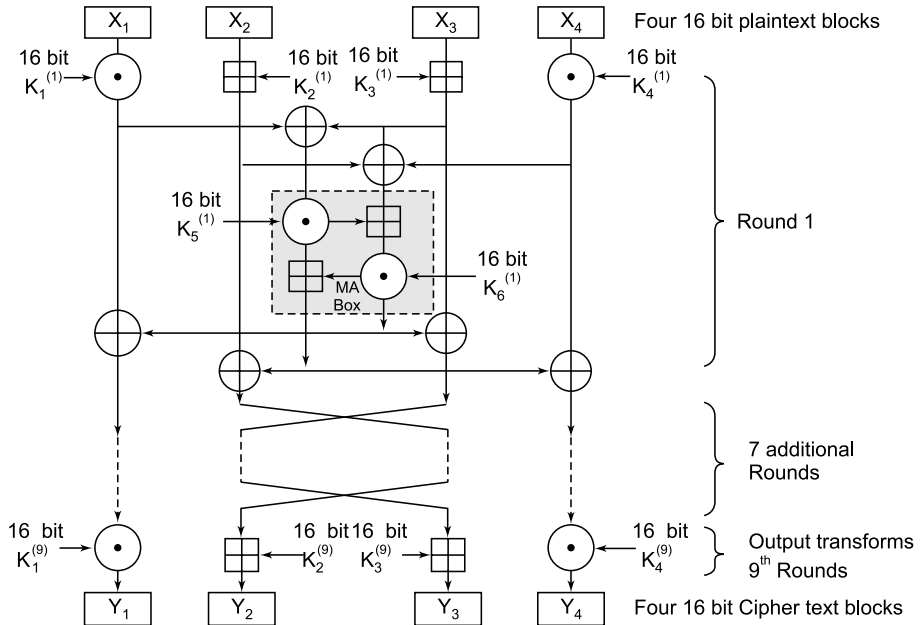 X1 X2 X3 X4 Four 16 bit plaintext blocks
16 bit
K1(1)
16 bit
K2(1)
16 bit
K3(1)
16 bit
K4(1)
16 bit
K5(1)
Round 1
MA
Box
16 bit
K6(1)
7 additional
Rounds
16 bit
K1(9)
16 bit
K2(9)
16 bit
K3(9)
16 bit
K4(9)
Output transforms
9th Rounds
Y1 Y2 Y3 Y4 Four 16 bit Cipher text blocks